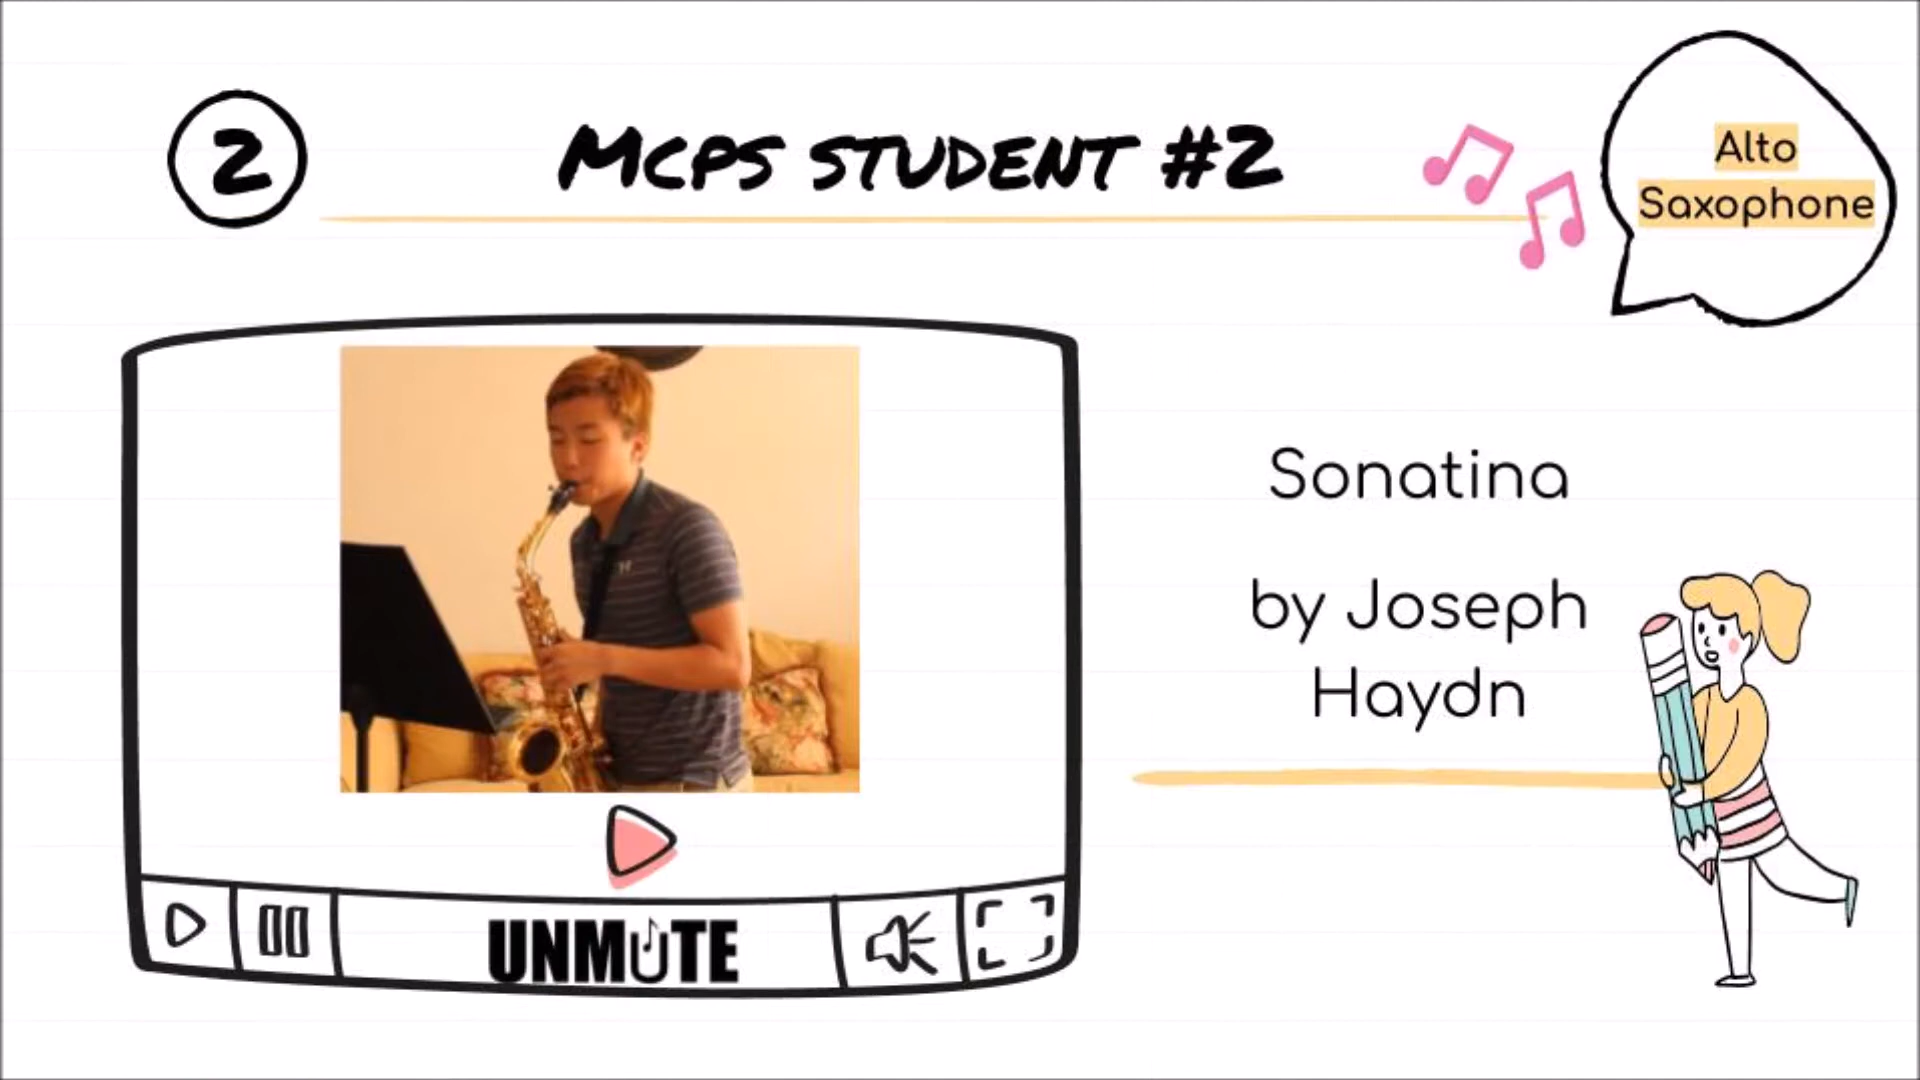 2
MCPS STUDENT #2
Alto
Saxophone
Sonatina
by Joseph
Haydn
UNMUTE